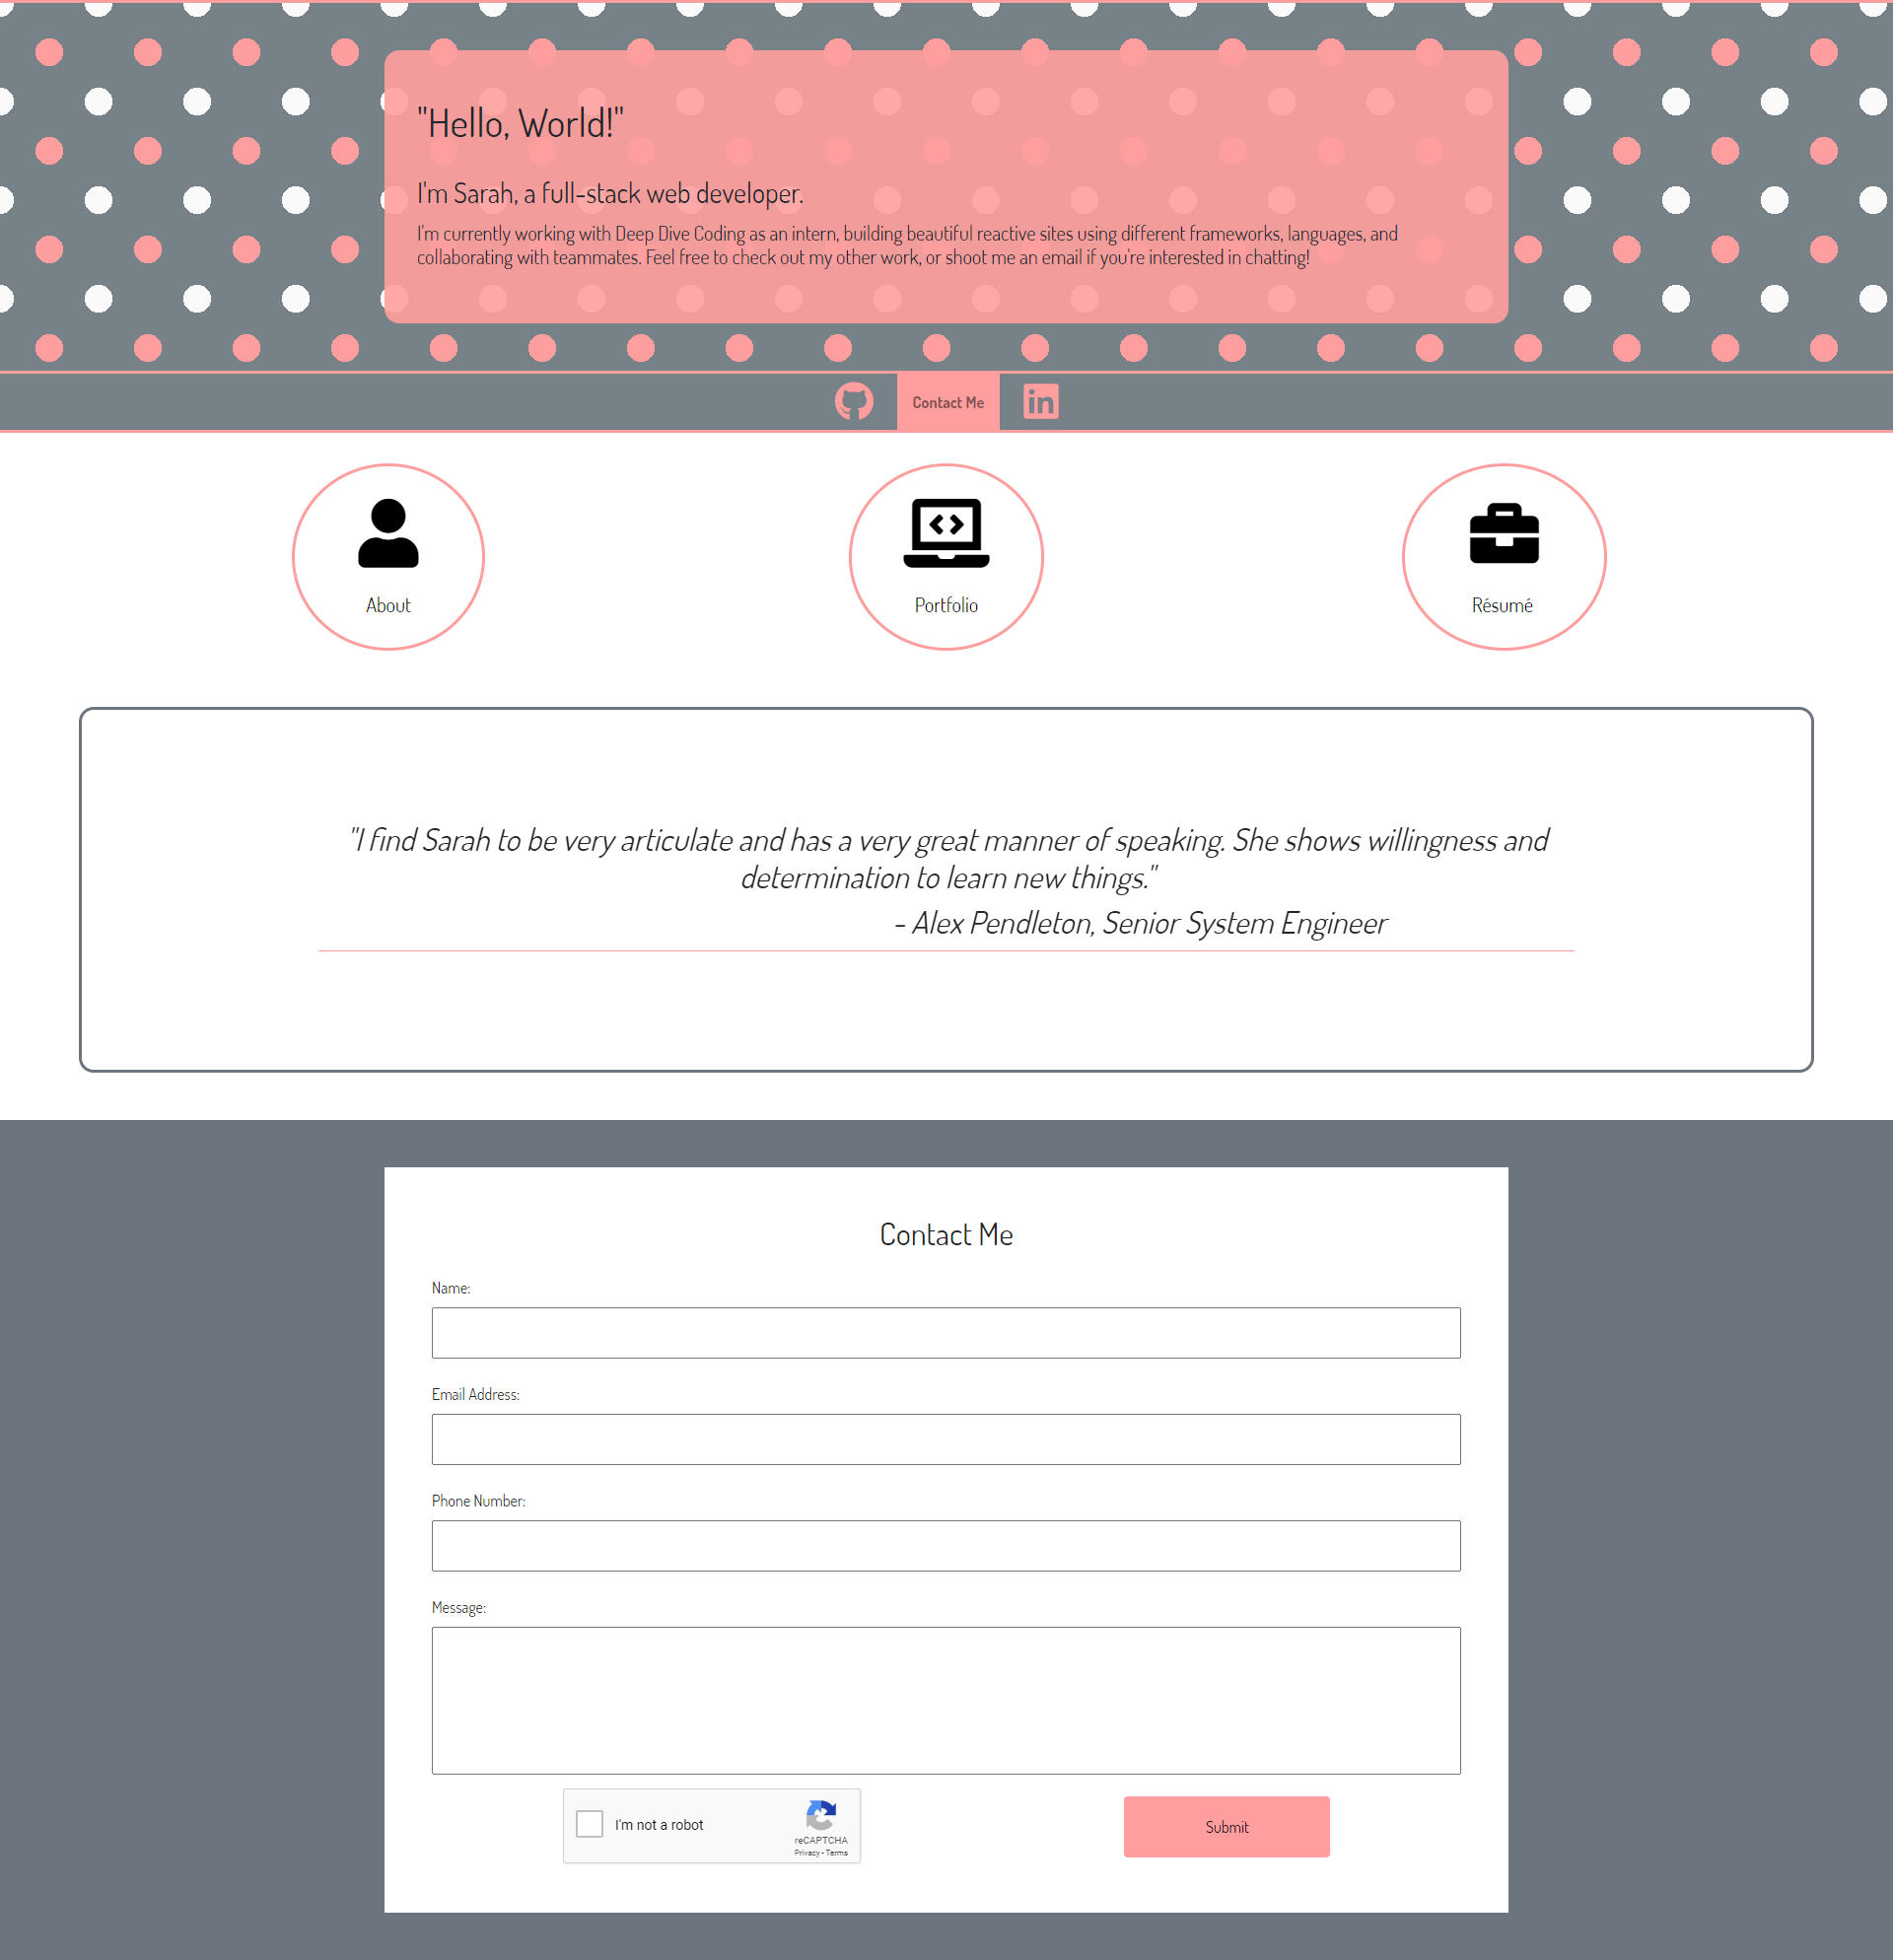 "Hello, World!"
I'm Sarah, a full-stack web developer.
I'm currently working with Deep Dive Coding as an intern, building beautiful reactive sites using different frameworks, languages, and
collaborating with teammates. Feel free to check out my other work, or shoot me an email if you're interested in chatting!
in
Contact Me
About
Portfolio
Résumé
"I find Sarah to be very articulate and has a very great manner of speaking. She shows willingness and
determination to learn new things."
- Alex Pendleton, Senior System Engineer
Contact Me
Name:
Email Address:
Phone Number:
Message:
I'm not a robot
reCAPTCHA
Privacy - Terms
Submit